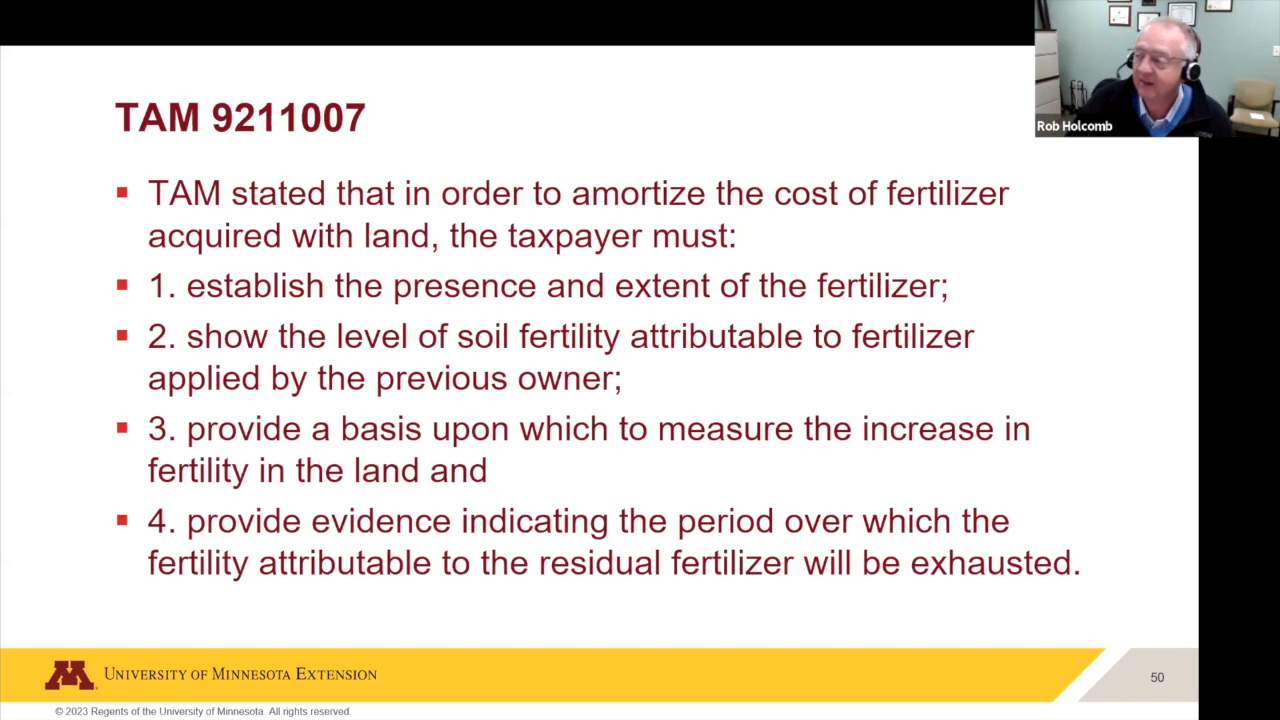 Rob Holcomb
TAM 9211007
▪ TAM stated that in order to amortize the cost of fertilizer
acquired with land, the taxpayer must:
▪ 1. establish the presence and extent of the fertilizer;
▪ 2. show the level of soil fertility attributable to fertilizer
applied by the previous owner;
▪ 3. provide a basis upon which to measure the increase in
fertility in the land and
▪ 4. provide evidence indicating the period over which the
fertility attributable to the residual fertilizer will be exhausted.
M UNIVERSITY OF MINNESOTA EXTENSION
50
© 2023 Regents of the University of Minnesota. All rights reserved.